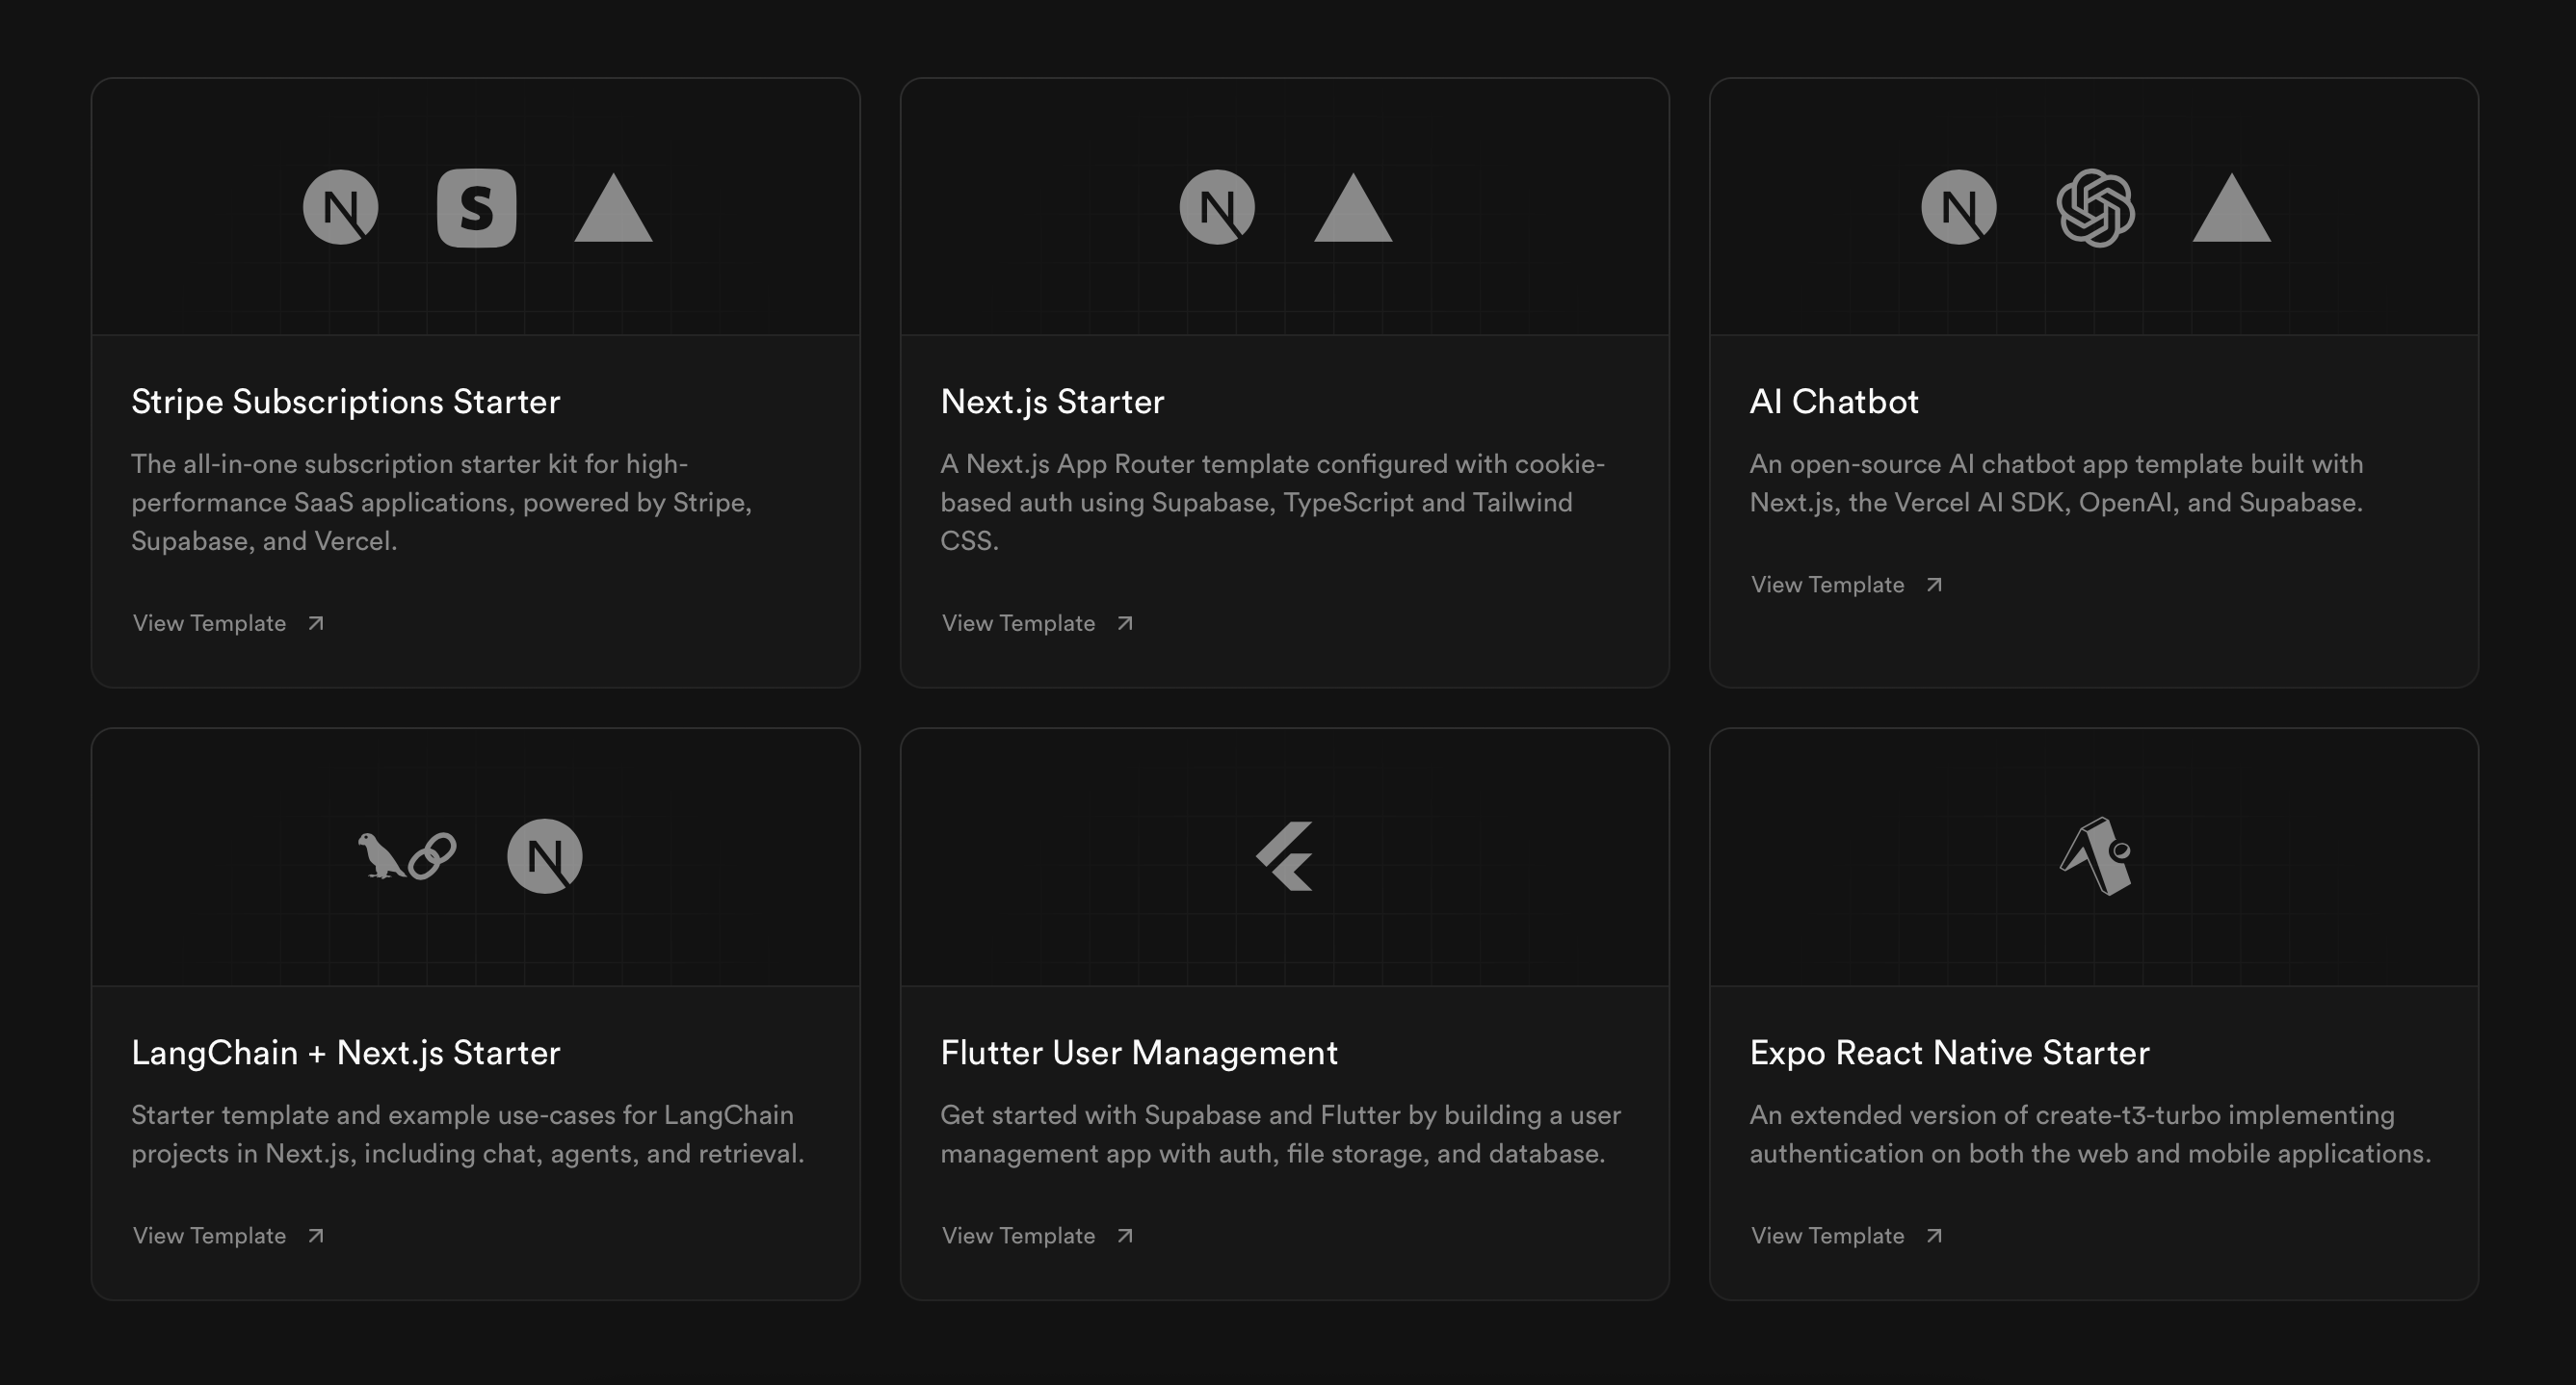 Stripe Subscriptions Starter
The all-in-one subscription starter kit for high-
performance SaaS applications, powered by Stripe,
Supabase, and Vercel.
View Template
Next.js Starter
A Next.js App Router template configured with cookie-
based auth using Supabase, TypeScript and Tailwind
CSS.
View Template
AI Chatbot
An open-source AI chatbot app template built with
Next.js, the Vercel AI SDK, OpenAI, and Supabase.
View Template
LangChain + Next.js Starter
Starter template and example use-cases for LangChain
projects in Next.js, including chat, agents, and retrieval.
View Template
Flutter User Management
Get started with Supabase and Flutter by building a user
management app with auth, file storage, and database.
View Template
Expo React Native Starter
An extended version of create-t3-turbo implementing
authentication on both the web and mobile applications.
View Template